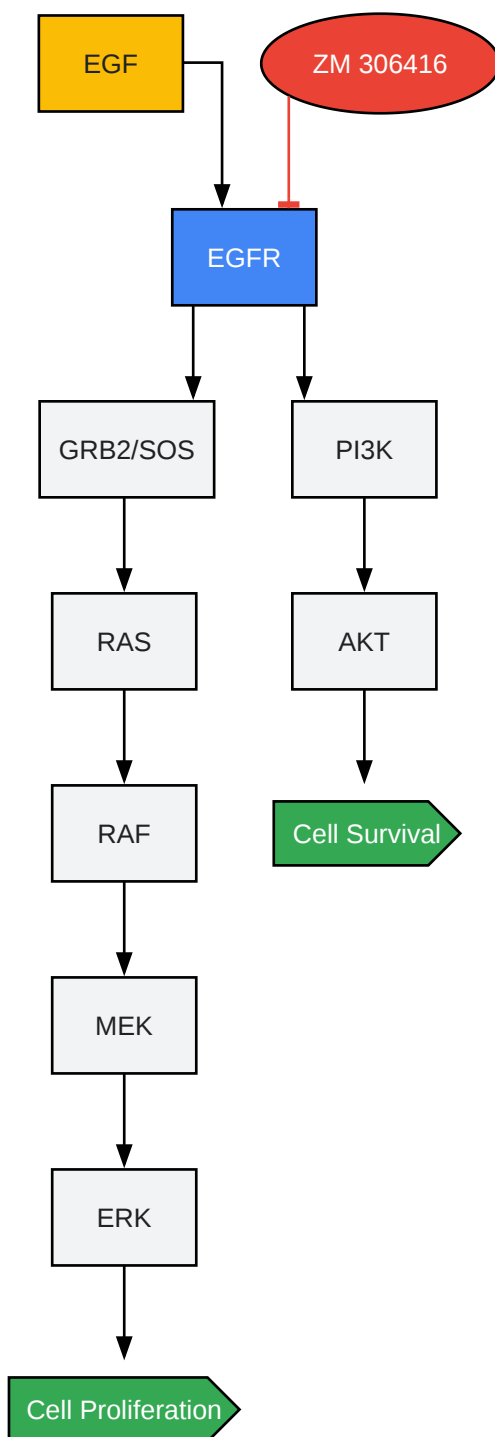 EGF
ZM 306416
EGFR
GRB2/SOS
PI3K
RAS
AKT
RAF
Cell Survival
MEK
ERK
Cell Proliferation